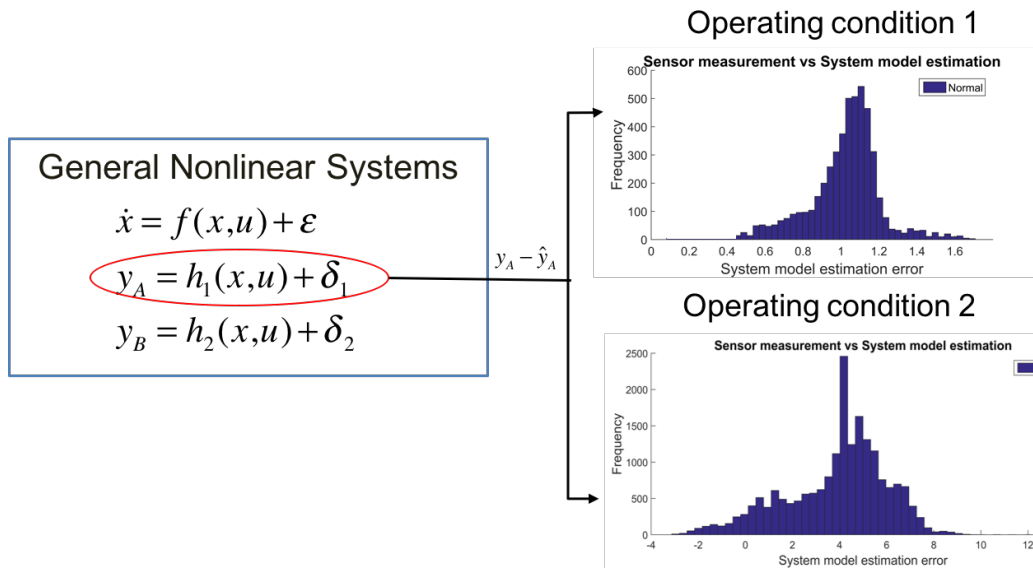 General Nonlinear Systems
ẋ = f(x,u) + ε
y_A = h_1(x,u) + δ_1
y_B = h_2(x,u) + δ_2
y_A − ŷ_A
Operating condition 1
Sensor measurement vs System model estimation
Normal
Frequency
600
500
400
300
200
100
0
0 0.2 0.4 0.6 0.8 1 1.2 1.4 1.6
System model estimation error
Operating condition 2
Sensor measurement vs System model estimation
Frequency
2500
2000
1500
1000
500
0
-4 -2 0 2 4 6 8 10 12
System model estimation error